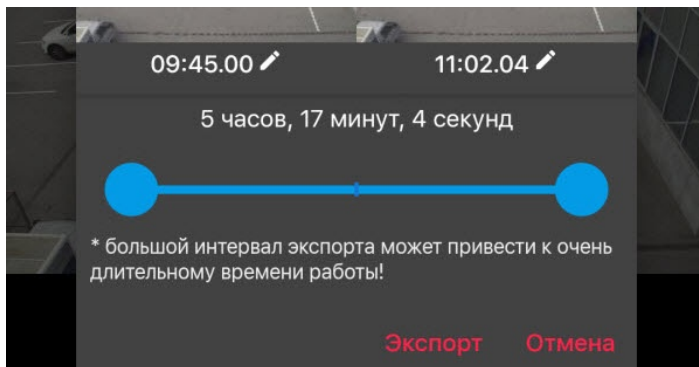 09:45.00 11:02.04
5 часов, 17 минут, 4 секунд
* большой интервал экспорта может привести к очень
длительному времени работы!
Экспорт Отмена